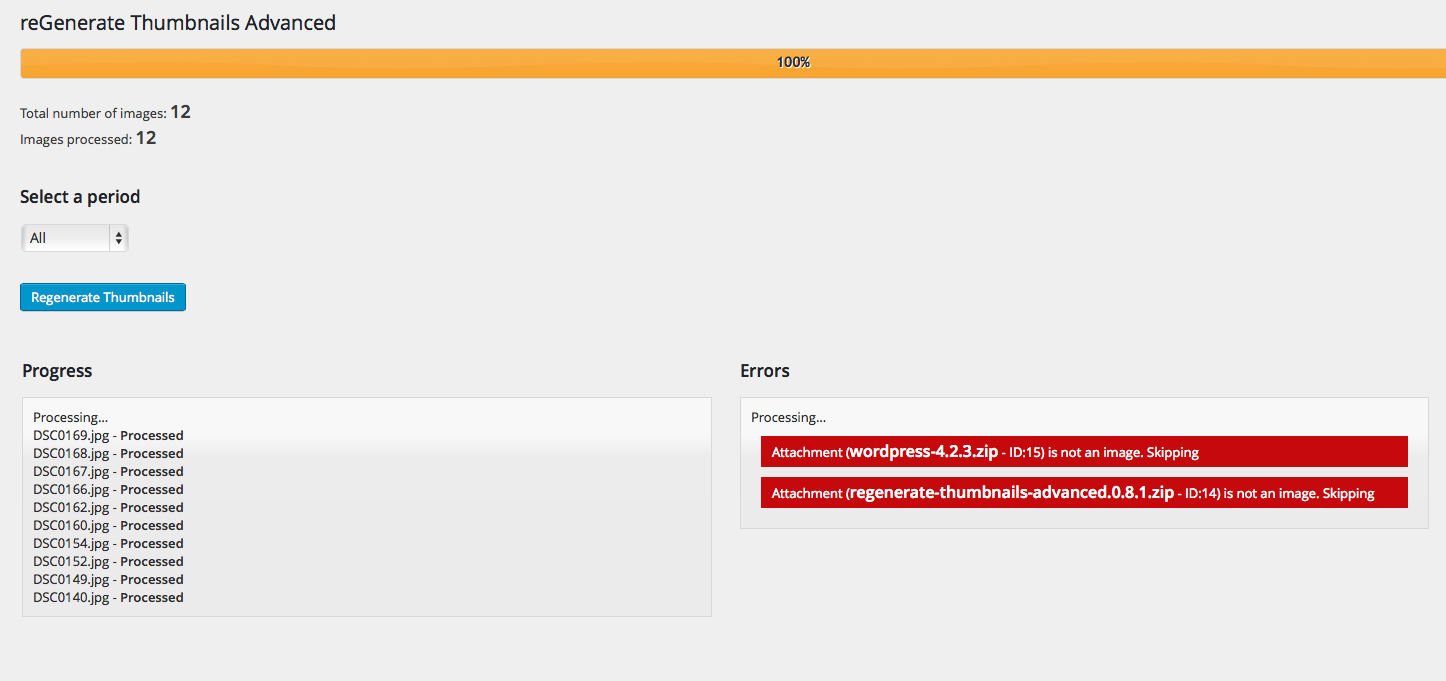 reGenerate Thumbnails Advanced
100%
Total number of images: 12
Images processed: 12
Select a period
All
Regenerate Thumbnails
Progress
Processing...
DSC0169.jpg - Processed
DSC0168.jpg - Processed
DSC0167.jpg - Processed
DSC0166.jpg - Processed
DSC0162.jpg - Processed
DSC0160.jpg - Processed
DSC0154.jpg - Processed
DSC0152.jpg - Processed
DSC0149.jpg - Processed
DSC0140.jpg - Processed
Errors
Processing...
Attachment (wordpress-4.2.3.zip - ID:15) is not an image. Skipping
Attachment (regenerate-thumbnails-advanced.0.8.1.zip - ID:14) is not an image. Skipping